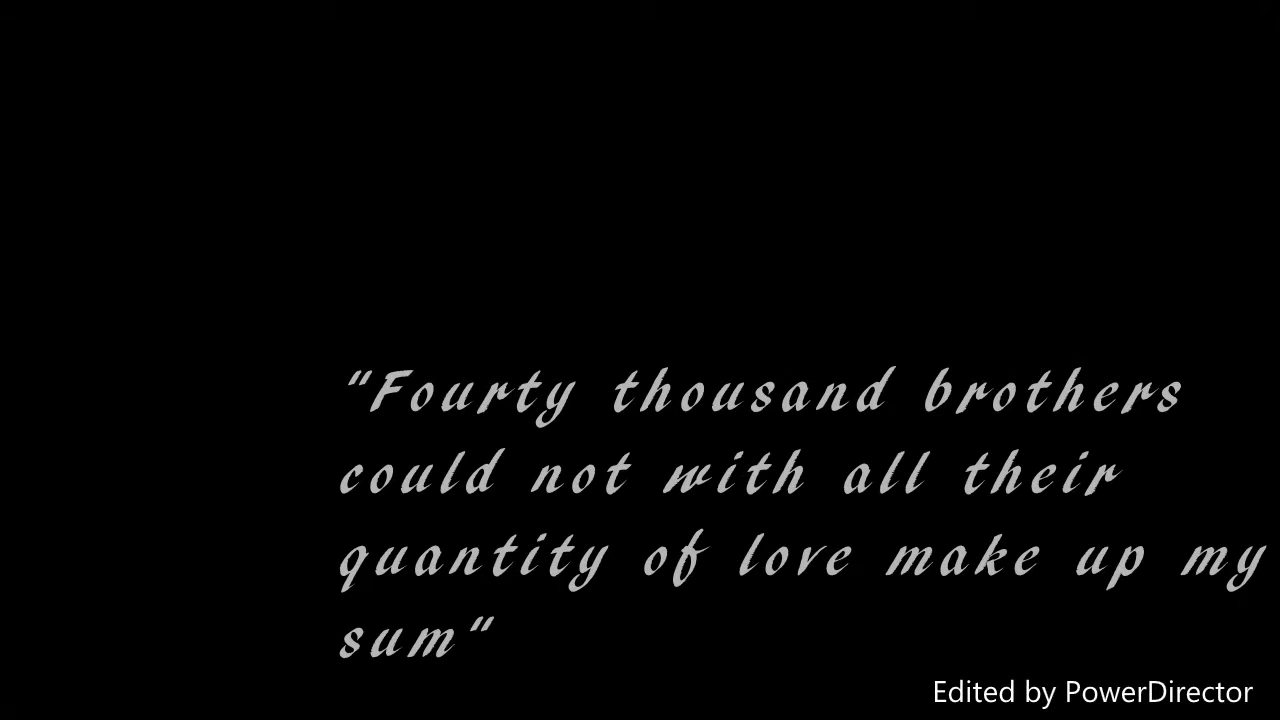 "Fourty thousand brothers
could not with all their
quantity of love make up my
sum"
Edited by PowerDirector